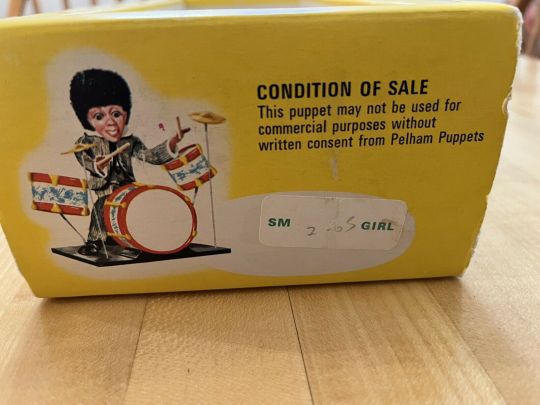 CONDITION OF SALE
This puppet may not be used for
commercial purposes without
written consent from Pelham Puppets
SM GIRL